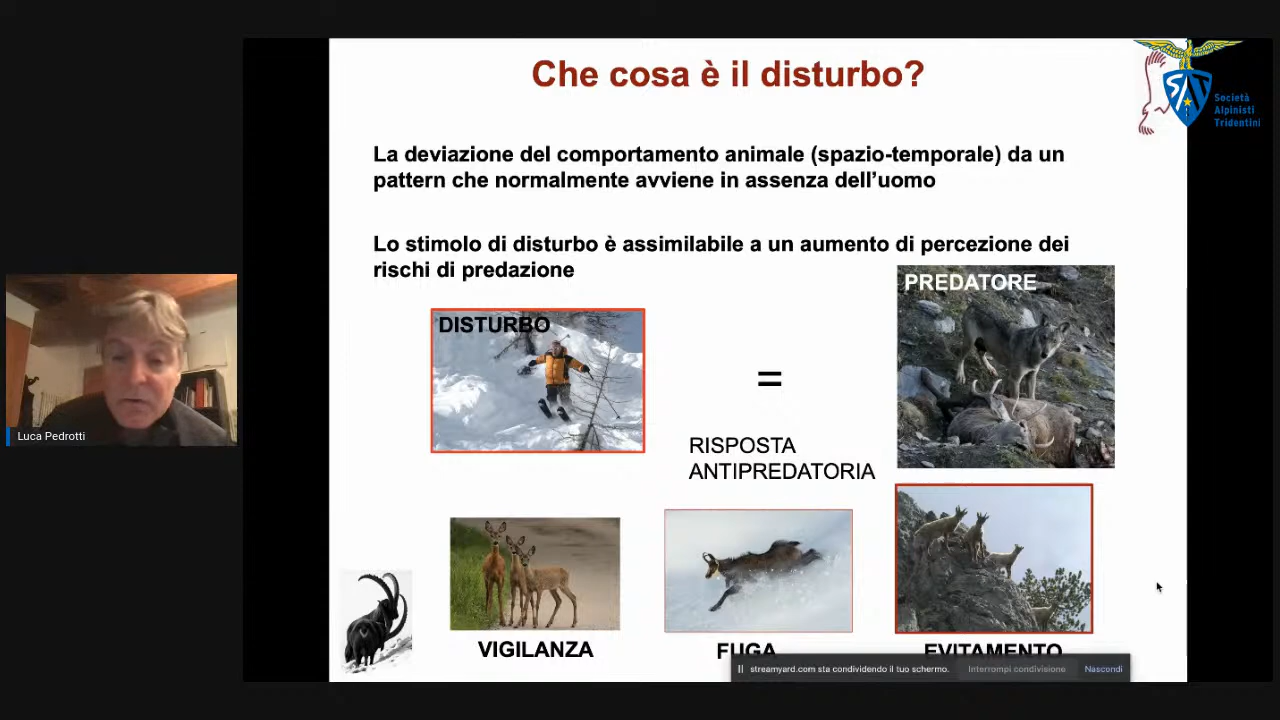 Che cosa è il disturbo?
SAT
Società
Alpinisti
Tridentini
La deviazione del comportamento animale (spazio-temporale) da un
pattern che normalmente avviene in assenza dell'uomo
Lo stimolo di disturbo è assimilabile a un aumento di percezione dei
rischi di predazione
DISTURBO
PREDATORE
=
RISPOSTA
ANTIPREDATORIA
Luca Pedrotti
VIGILANZA
FUGA
EVITAMENTO
streamyard.com sta condividendo il tuo schermo.
Interrompi condivisione
Nascondi